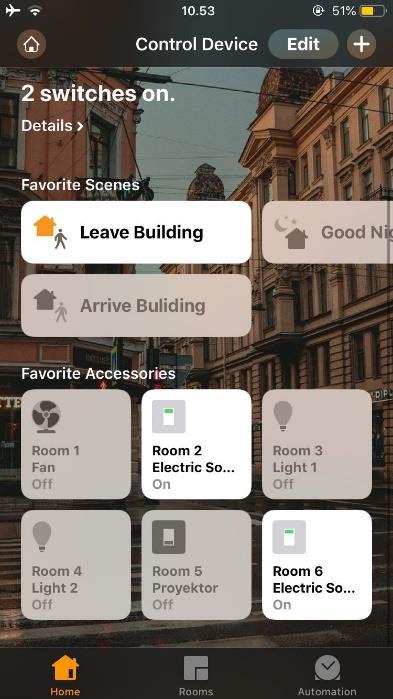 10.53
51%
Control Device
Edit
2 switches on.
Details >
Favorite Scenes
Leave Building
Good Nig
Arrive Buliding
Favorite Accessories
Room 1
Fan
Off
Room 2
Electric So...
On
Room 3
Light 1
Off
Room 4
Light 2
Off
Room 5
Proyektor
Off
Room 6
Electric So...
On
Home
Rooms
Automation